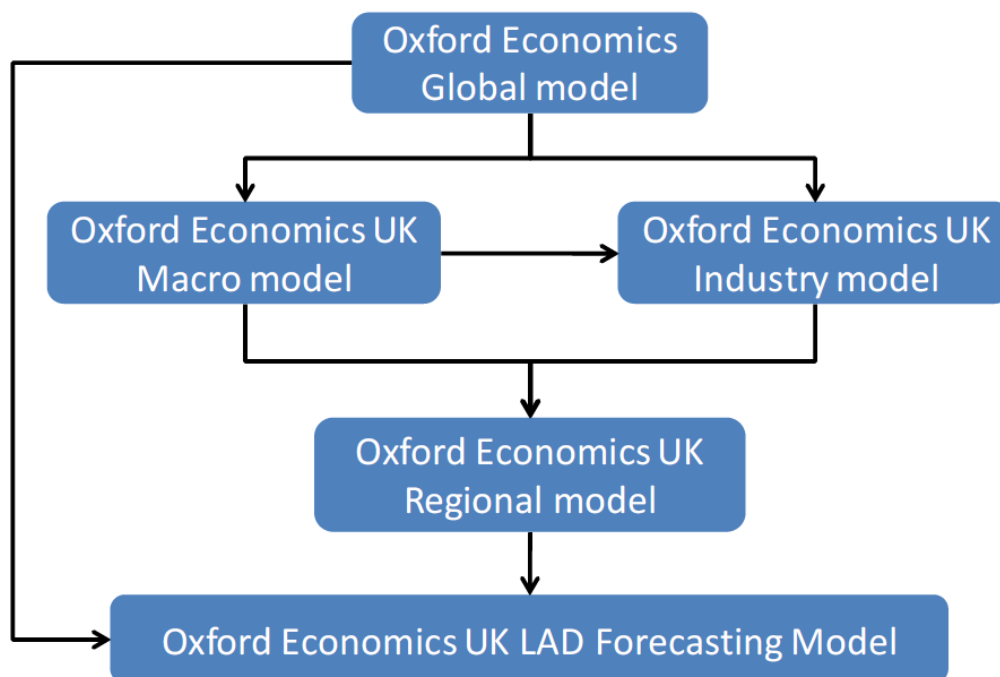 Oxford Economics
Global model
Oxford Economics UK
Macro model
Oxford Economics UK
Industry model
Oxford Economics UK
Regional model
Oxford Economics UK LAD Forecasting Model